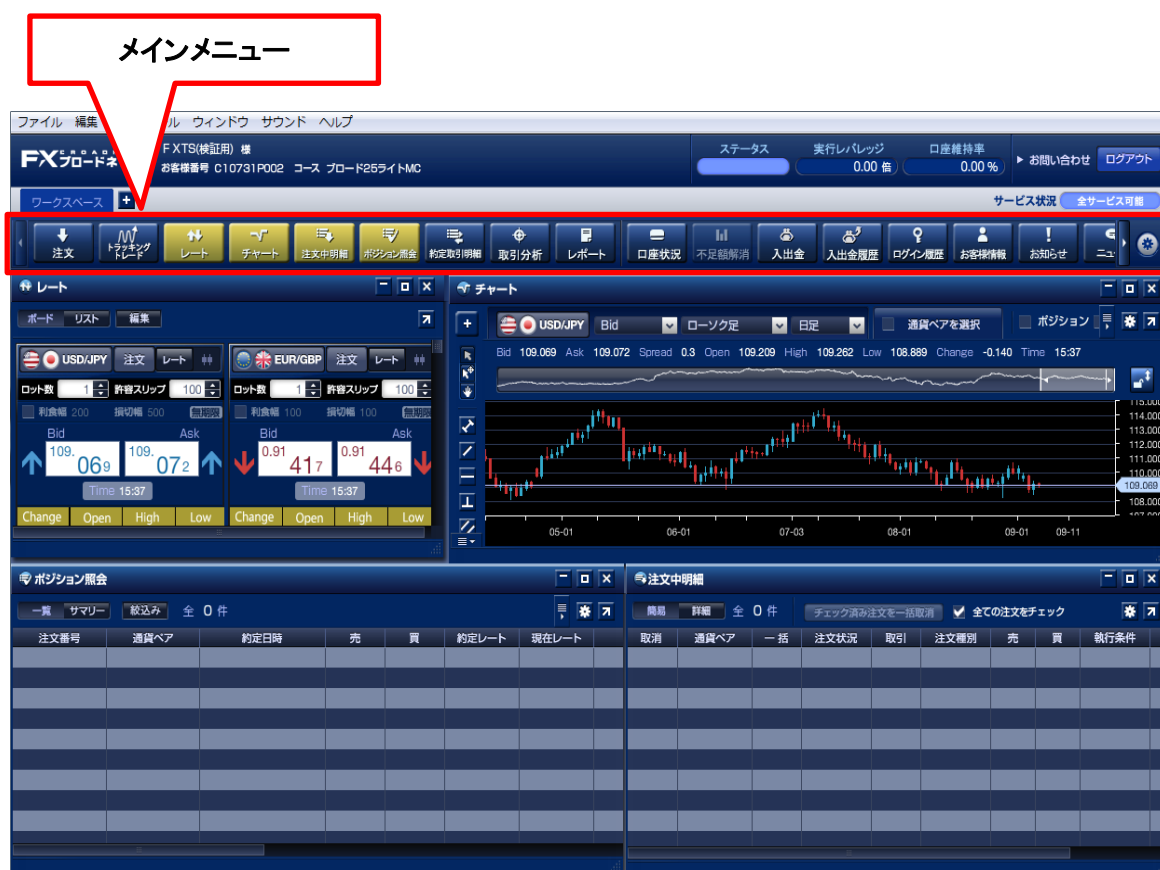 メインメニュー
ファイル 編集 ル ウィンドウ サウンド ヘルプ
FXブロードネ
FXTS(検証用) 様
お客様番号 C10731P002 コース ブロード25ライトMC
ステータス 実行レバレッジ 口座維持率
0.00 倍 0.00 %
お問い合わせ ログアウト
ワークスペース + サービス状況 全サービス可能
注文 トラッキングトレード レート チャート 注文中明細 ポジション照会 約定取引明細 取引分析 レポート 口座状況 不足額解消 入出金 入出金履歴 ログイン履歴 お客様情報 お知らせ ニュ
レート
ボード リスト 編集
USD/JPY 注文 レート
ロット数 1 許容スリップ 100
利食幅 200 損切幅 500 無期限
Bid Ask
109.069 109.072
Time 15:37
Change Open High Low
EUR/GBP 注文 レート
ロット数 1 許容スリップ 100
利食幅 100 損切幅 100 無期限
Bid Ask
0.91417 0.91446
Time 15:37
Change Open High Low
チャート
USD/JPY Bid ローソク足 日足 通貨ペアを選択 ポジション
Bid 109.069 Ask 109.072 Spread 0.3 Open 109.209 High 109.262 Low 108.889 Change -0.140 Time 15:37
115.000
114.000
113.000
112.000
111.000
110.000
109.069
108.000
107.000
05-01 06-01 07-03 08-01 09-01 09-11
ポジション照会
一覧 サマリー 絞込み 全 0 件
注文番号 通貨ペア 約定日時 売 買 約定レート 現在レート
注文中明細
簡易 詳細 全 0 件 チェック済み注文を一括取消 全ての注文をチェック
取消 通貨ペア 一括 注文状況 取引 注文種別 売 買 執行条件